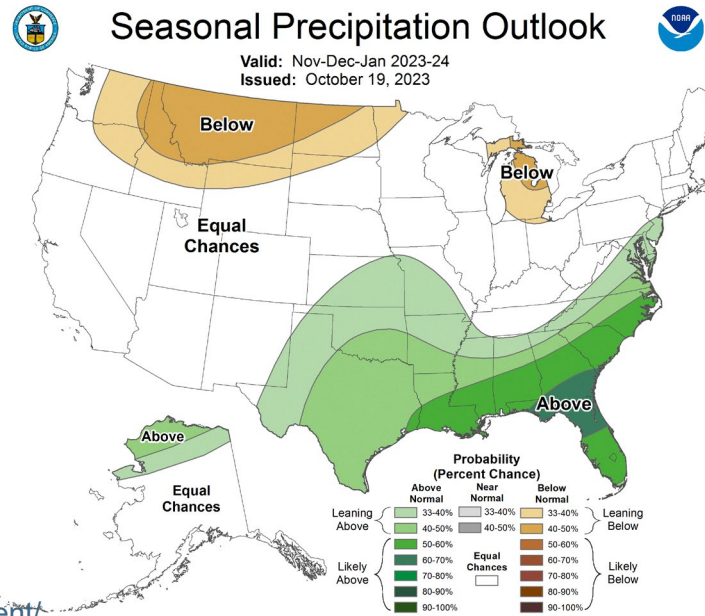 Seasonal Precipitation Outlook
NOAA
Valid: Nov-Dec-Jan 2023-24
Issued: October 19, 2023
Below
Below
Equal
Chances
Above
Above
Equal
Chances
Probability
(Percent Chance)
Above
Normal
Near
Normal
Below
Normal
Leaning
Above
33-40%
33-40%
33-40%
Leaning
Below
40-50%
40-50%
40-50%
Likely
Above
50-60%
60-70%
70-80%
80-90%
90-100%
Equal
Chances
50-60%
60-70%
70-80%
80-90%
90-100%
Likely
Below
ent/